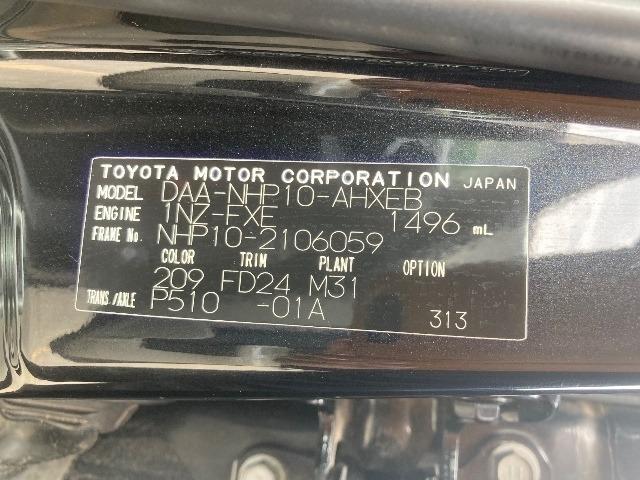 TOYOTA MOTOR CORPORATION JAPAN
MODEL DAA-NHP10-AHXEB
ENGINE 1NZ-FXE 1496 mL
FRAME No. NHP10-2106059
COLOR TRIM PLANT OPTION
209 FD24 M31
TRANS/AXLE P510 -01A 313